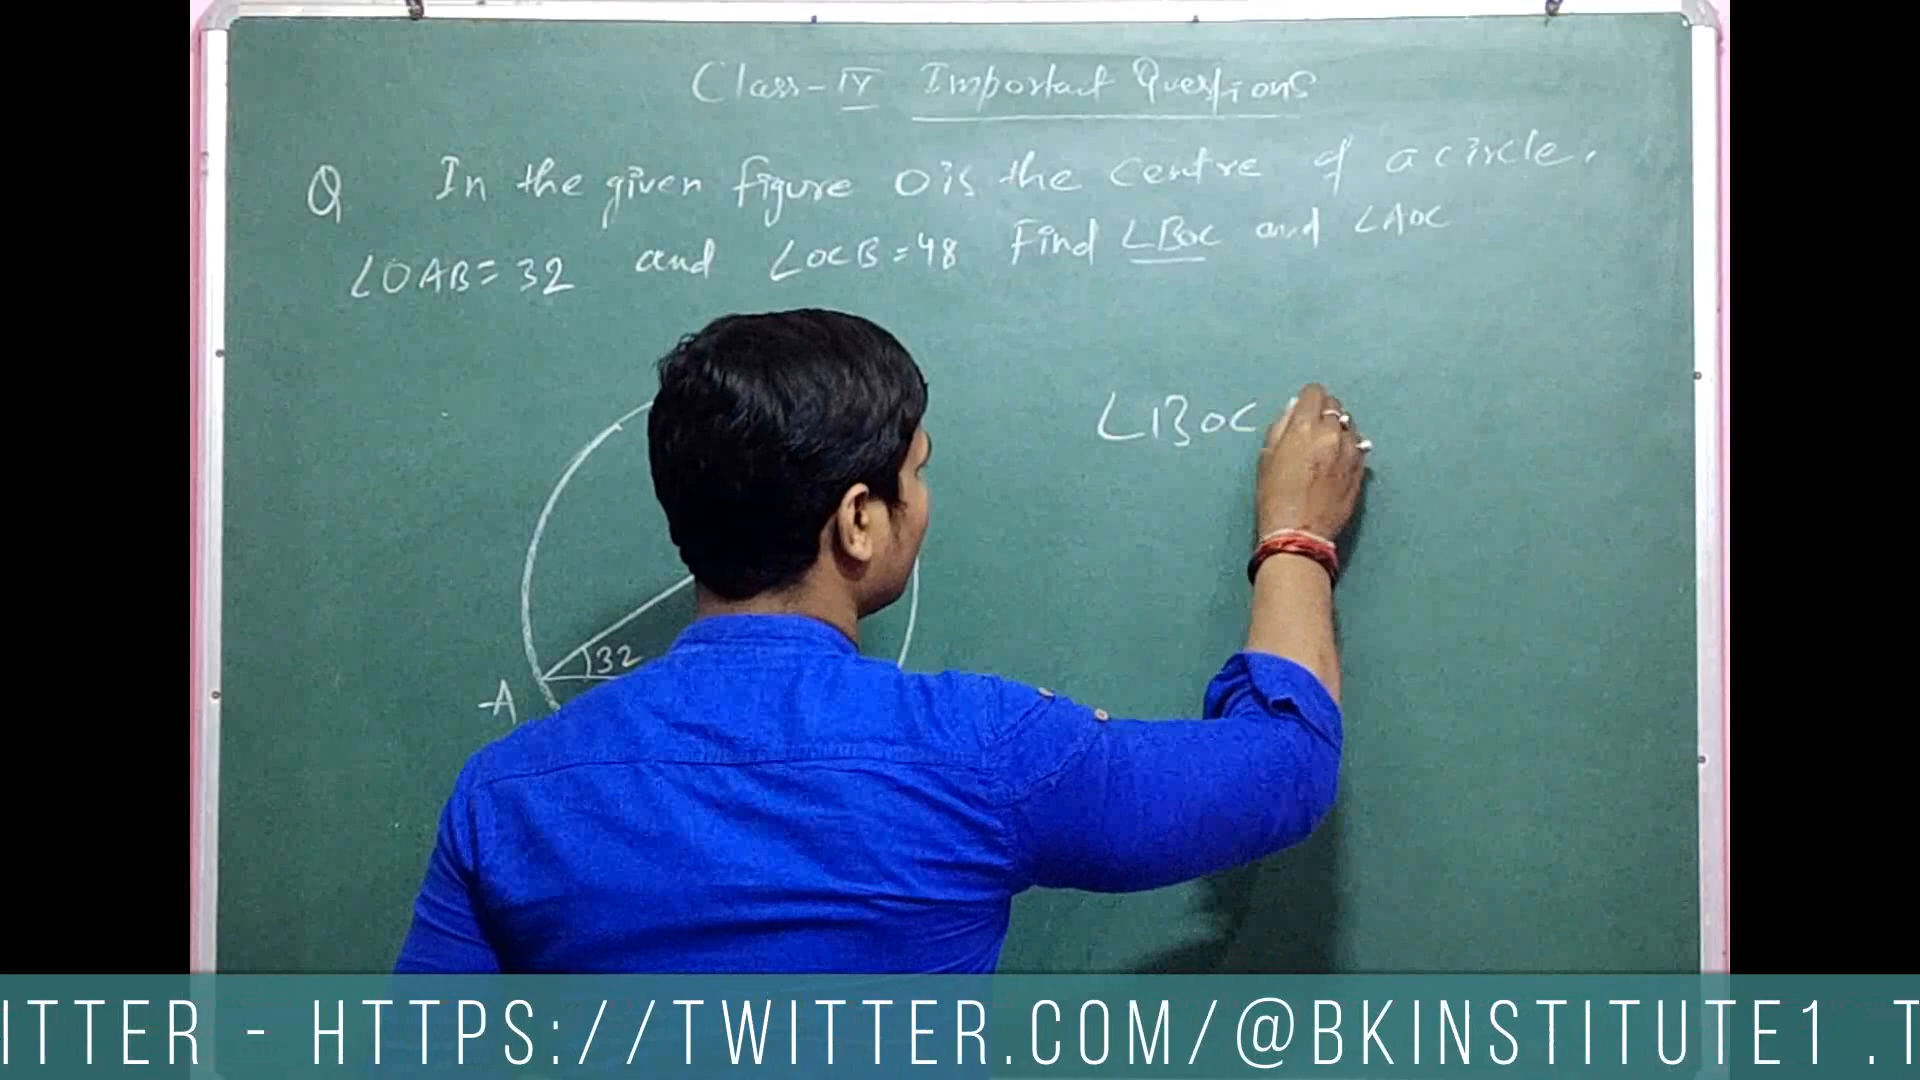 Class-IX Important Questions
Q In the given figure O is the centre of a circle.
∠OAB=32 and ∠OCB=48 Find ∠BOC and ∠AOC
∠BOC
32
A
ITTER - HTTPS://TWITTER.COM/@BKINSTITUTE1 .T